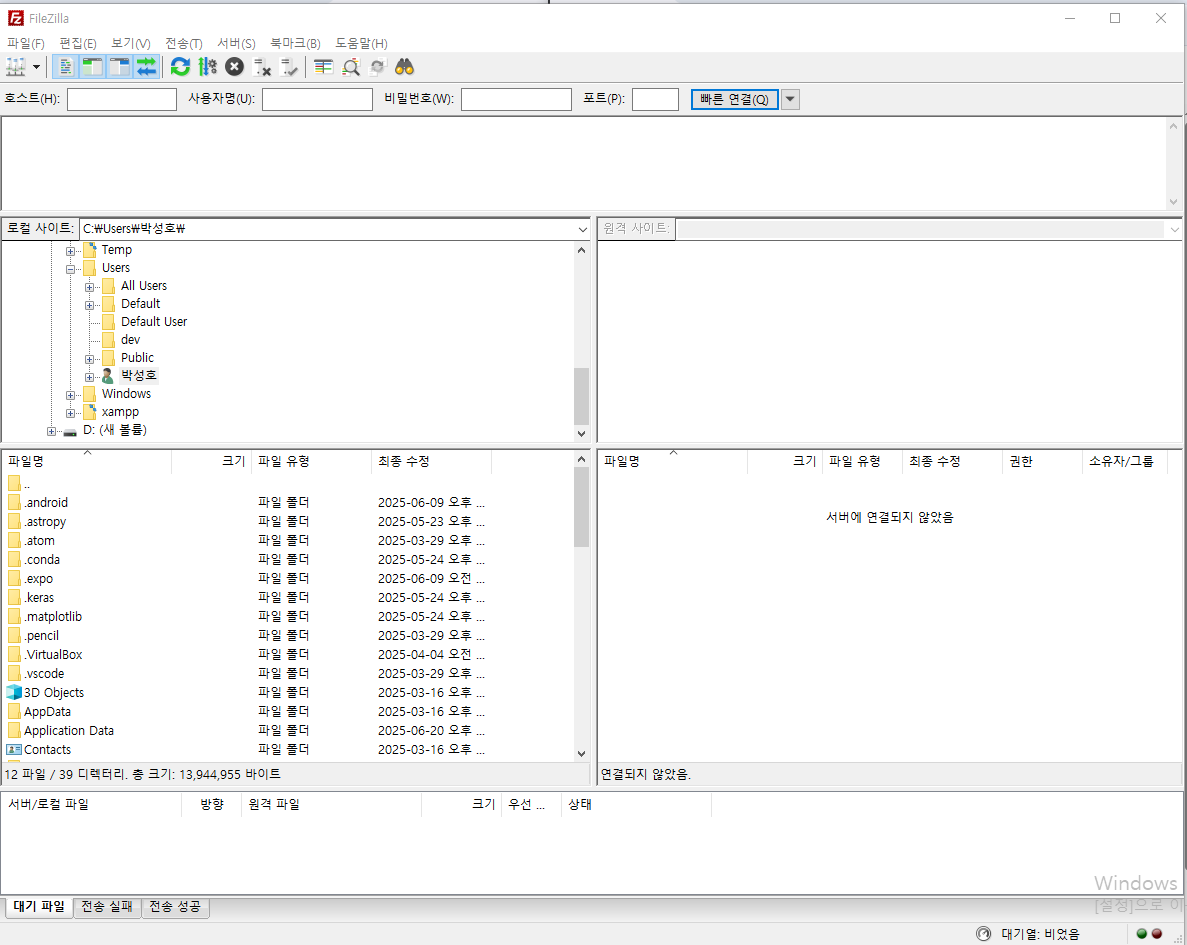 FileZilla
파일(F) 편집(E) 보기(V) 전송(T) 서버(S) 북마크(B) 도움말(H)
호스트(H): 사용자명(U): 비밀번호(W): 포트(P): 빠른 연결(Q)
로컬 사이트: C:₩Users₩박성호₩
원격 사이트:
Temp
Users
All Users
Default
Default User
dev
Public
박성호
Windows
xampp
D: (새 볼륨)
파일명 크기 파일 유형 최종 수정
..
.android 파일 폴더 2025-06-09 오후 ...
.astropy 파일 폴더 2025-05-23 오후 ...
.atom 파일 폴더 2025-03-29 오후 ...
.conda 파일 폴더 2025-05-24 오후 ...
.expo 파일 폴더 2025-06-09 오전 ...
.keras 파일 폴더 2025-05-24 오후 ...
.matplotlib 파일 폴더 2025-05-24 오후 ...
.pencil 파일 폴더 2025-03-29 오후 ...
.VirtualBox 파일 폴더 2025-04-04 오전 ...
.vscode 파일 폴더 2025-03-29 오후 ...
3D Objects 파일 폴더 2025-03-16 오후 ...
AppData 파일 폴더 2025-03-16 오후 ...
Application Data 파일 폴더 2025-06-20 오후 ...
Contacts 파일 폴더 2025-03-16 오후 ...
12 파일 / 39 디렉터리. 총 크기: 13,944,955 바이트
파일명 크기 파일 유형 최종 수정 권한 소유자/그룹
서버에 연결되지 않았음
연결되지 않았음.
서버/로컬 파일 방향 원격 파일 크기 우선 ... 상태
Windows
[설정]으로 이
대기 파일 전송 실패 전송 성공
대기열: 비었음